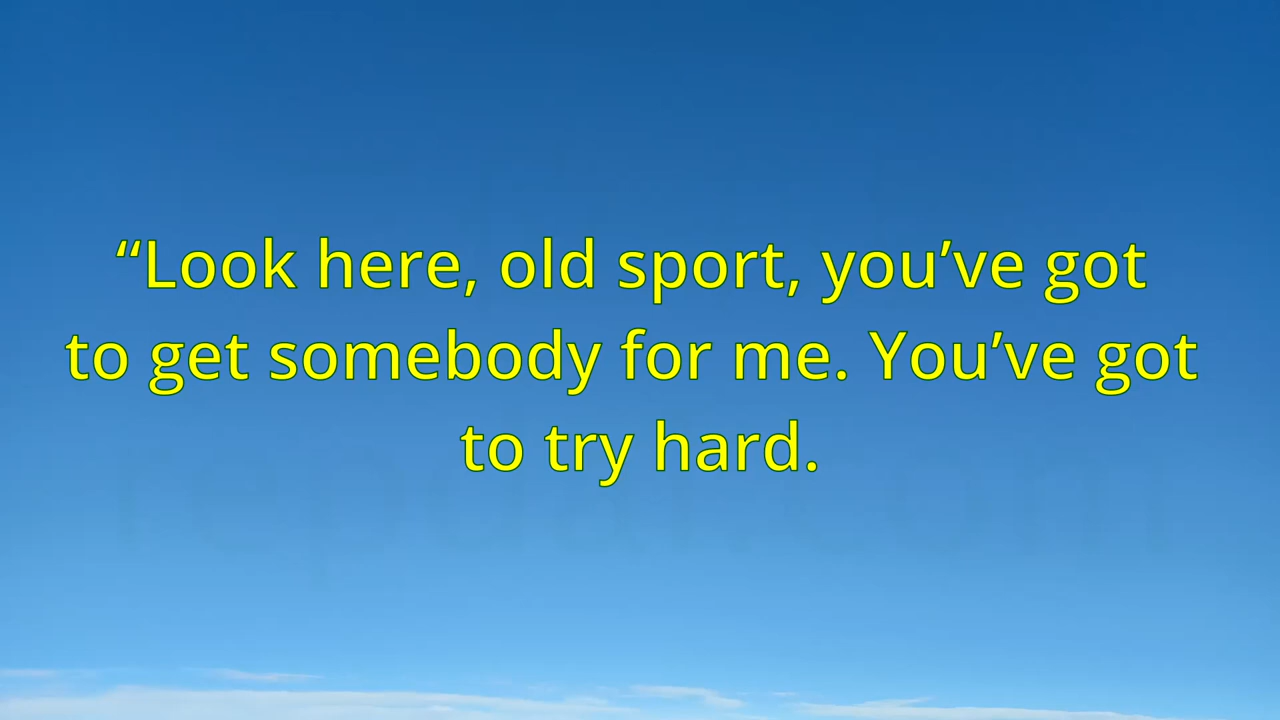 “Look here, old sport, you’ve got
to get somebody for me. You’ve got
to try hard.